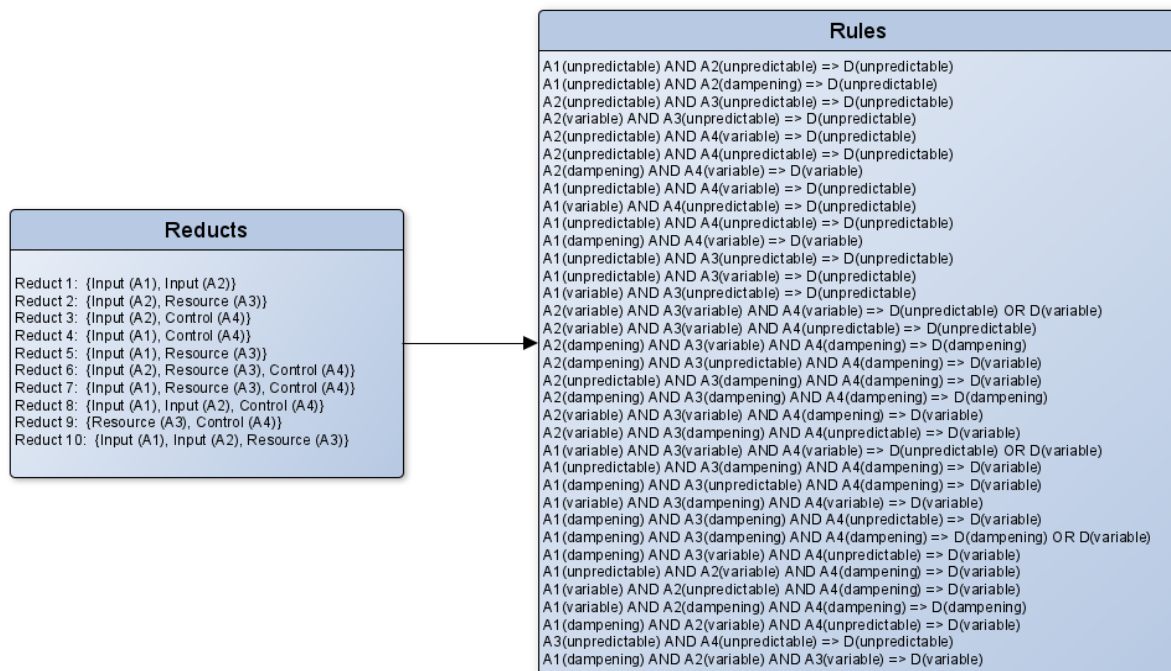 Reducts
Reduct 1:  {Input (A1), Input (A2)}
Reduct 2:  {Input (A2), Resource (A3)}
Reduct 3:  {Input (A2), Control (A4)}
Reduct 4:  {Input (A1), Control (A4)}
Reduct 5:  {Input (A1), Resource (A3)}
Reduct 6:  {Input (A2), Resource (A3), Control (A4)}
Reduct 7:  {Input (A1), Resource (A3), Control (A4)}
Reduct 8:  {Input (A1), Input (A2), Control (A4)}
Reduct 9:  {Resource (A3), Control (A4)}
Reduct 10:  {Input (A1), Input (A2), Resource (A3)}
Rules
A1(unpredictable) AND A2(unpredictable) => D(unpredictable)
A1(unpredictable) AND A2(dampening) => D(unpredictable)
A2(unpredictable) AND A3(unpredictable) => D(unpredictable)
A2(variable) AND A3(unpredictable) => D(unpredictable)
A2(unpredictable) AND A4(variable) => D(unpredictable)
A2(unpredictable) AND A4(unpredictable) => D(unpredictable)
A2(dampening) AND A4(variable) => D(variable)
A1(unpredictable) AND A4(variable) => D(unpredictable)
A1(variable) AND A4(unpredictable) => D(unpredictable)
A1(unpredictable) AND A4(unpredictable) => D(unpredictable)
A1(dampening) AND A4(variable) => D(variable)
A1(unpredictable) AND A3(unpredictable) => D(unpredictable)
A1(unpredictable) AND A3(variable) => D(unpredictable)
A1(variable) AND A3(unpredictable) => D(unpredictable)
A2(variable) AND A3(variable) AND A4(variable) => D(unpredictable) OR D(variable)
A2(variable) AND A3(variable) AND A4(unpredictable) => D(unpredictable)
A2(dampening) AND A3(variable) AND A4(dampening) => D(dampening)
A2(dampening) AND A3(unpredictable) AND A4(dampening) => D(variable)
A2(unpredictable) AND A3(dampening) AND A4(dampening) => D(variable)
A2(dampening) AND A3(dampening) AND A4(dampening) => D(dampening)
A2(variable) AND A3(variable) AND A4(dampening) => D(variable)
A2(variable) AND A3(dampening) AND A4(unpredictable) => D(variable)
A1(variable) AND A3(variable) AND A4(variable) => D(unpredictable) OR D(variable)
A1(unpredictable) AND A3(dampening) AND A4(dampening) => D(variable)
A1(dampening) AND A3(unpredictable) AND A4(dampening) => D(variable)
A1(variable) AND A3(dampening) AND A4(variable) => D(variable)
A1(dampening) AND A3(dampening) AND A4(unpredictable) => D(variable)
A1(dampening) AND A3(dampening) AND A4(dampening) => D(dampening) OR D(variable)
A1(dampening) AND A3(variable) AND A4(unpredictable) => D(variable)
A1(unpredictable) AND A2(variable) AND A4(dampening) => D(variable)
A1(variable) AND A2(unpredictable) AND A4(dampening) => D(variable)
A1(variable) AND A2(dampening) AND A4(dampening) => D(dampening)
A1(dampening) AND A2(variable) AND A4(unpredictable) => D(variable)
A3(unpredictable) AND A4(unpredictable) => D(unpredictable)
A1(dampening) AND A2(variable) AND A3(variable) => D(variable)